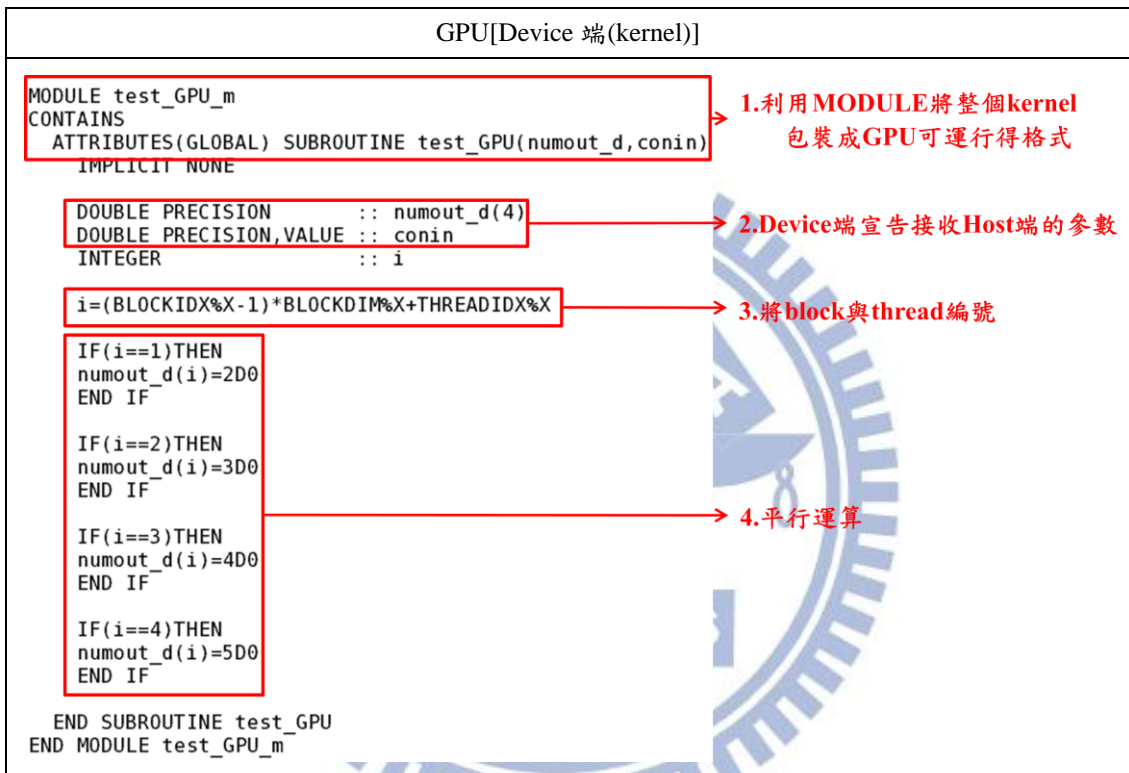 GPU[Device 端(kernel)]
MODULE test_GPU_m
CONTAINS
ATTRIBUTES(GLOBAL) SUBROUTINE test_GPU(numout_d,conin)
IMPLICIT NONE
1.利用MODULE將整個kernel
包裝成GPU可運行得格式
DOUBLE PRECISION :: numout_d(4)
DOUBLE PRECISION,VALUE :: conin
INTEGER :: i
2.Device端宣告接收Host端的參數
i=(BLOCKIDX%X-1)*BLOCKDIM%X+THREADIDX%X
3.將block與thread編號
IF(i==1)THEN
numout_d(i)=2D0
END IF
IF(i==2)THEN
numout_d(i)=3D0
END IF
IF(i==3)THEN
numout_d(i)=4D0
END IF
IF(i==4)THEN
numout_d(i)=5D0
END IF
4.平行運算
END SUBROUTINE test_GPU
END MODULE test_GPU_m